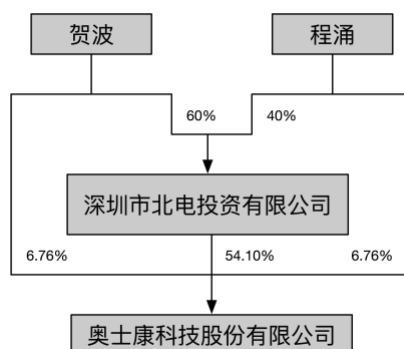 贺波 程涌
60% 40%
深圳市北电投资有限公司
6.76% 54.10% 6.76%
奥士康科技股份有限公司